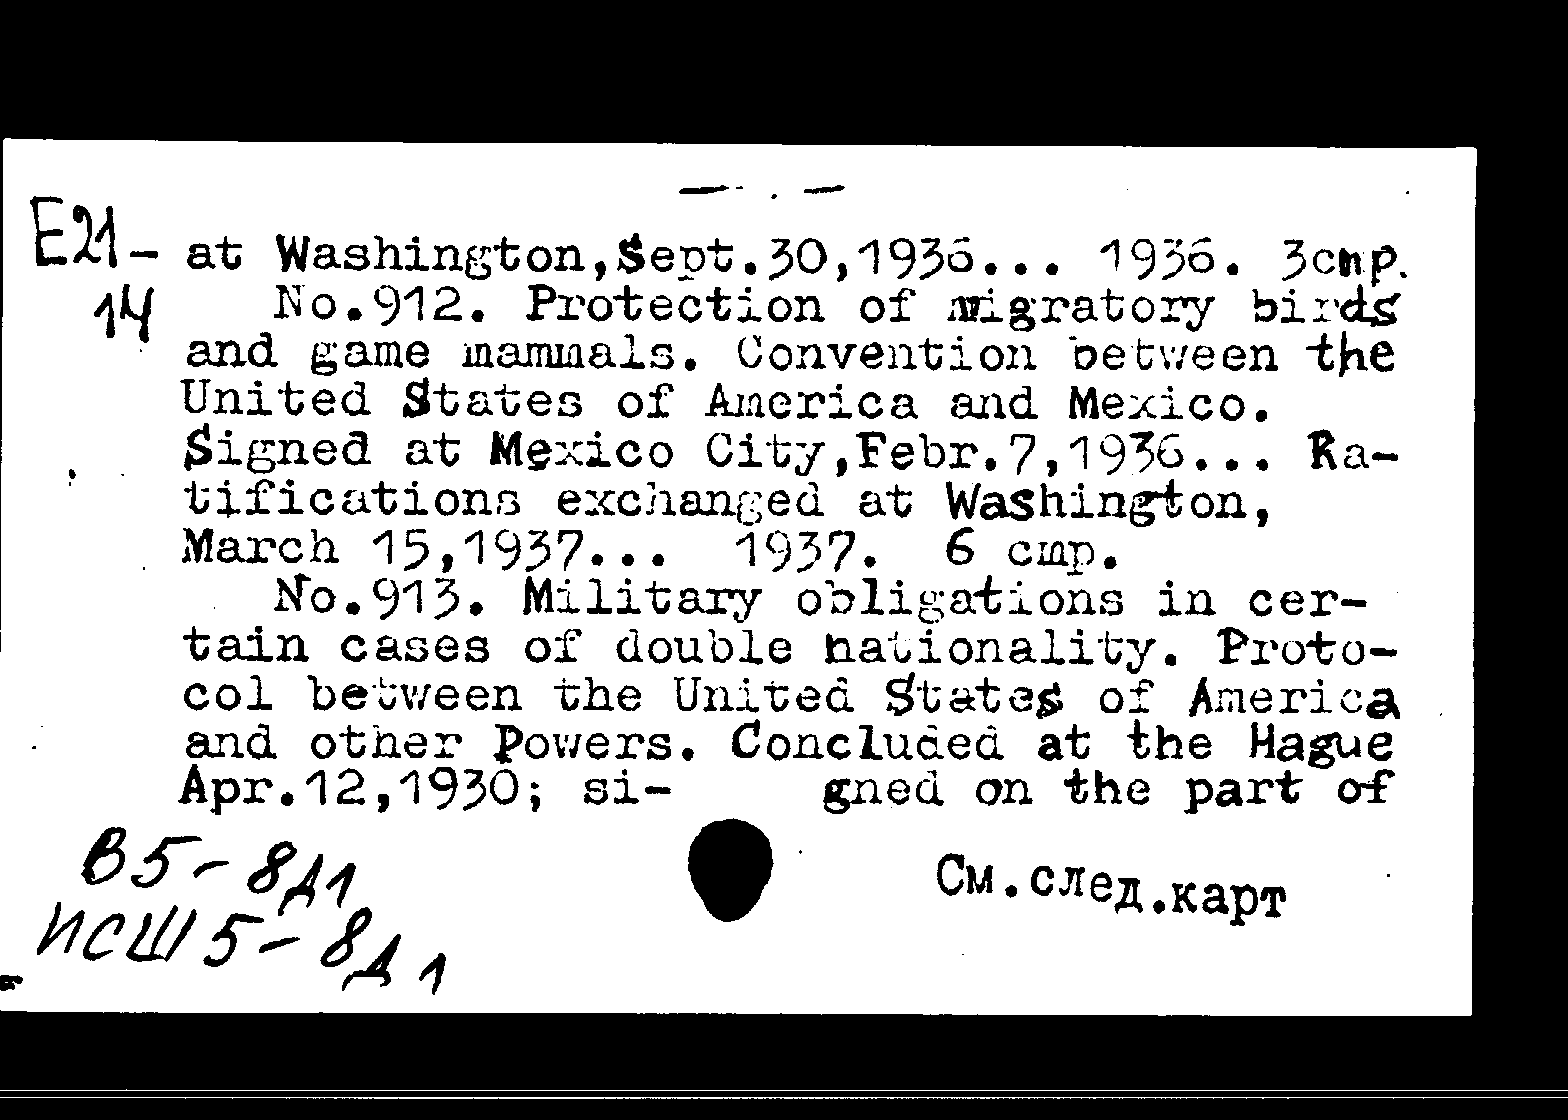 — . —
E21-
14
at Washington,Sept.30,1936... 1936. 3стр.
No.912. Protection of migratory birds
and game mammals. Convention between the
United States of America and Mexico.
Signed at Mexico City,Febr.7,1936... Ra-
tifications exchanged at Washington,
March 15,1937... 1937. 6 стр.
No.913. Military obligations in cer-
tain cases of double nationality. Proto-
col between the United States of America
and other Powers. Concluded at the Hague
Apr.12,1930; si- gned on the part of
В5-8Д1
См.след.карт
ИСШ5-8Д1